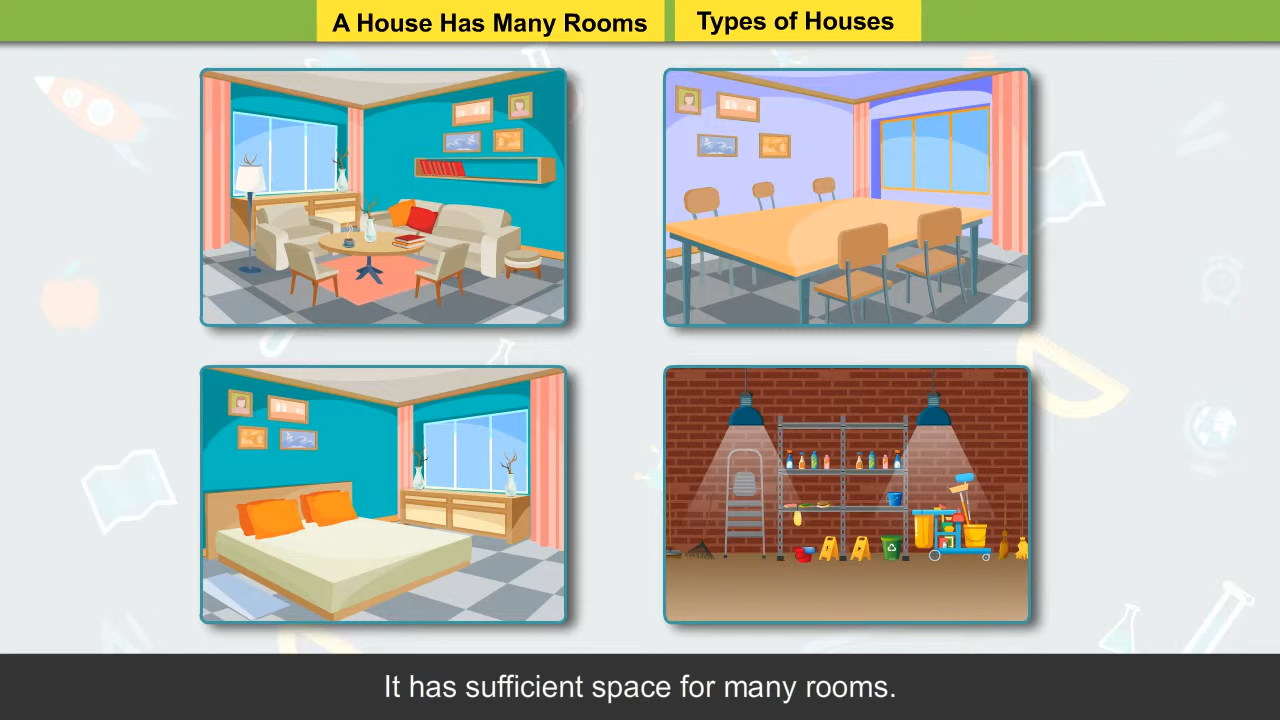 A House Has Many Rooms
Types of Houses
It has sufficient space for many rooms.